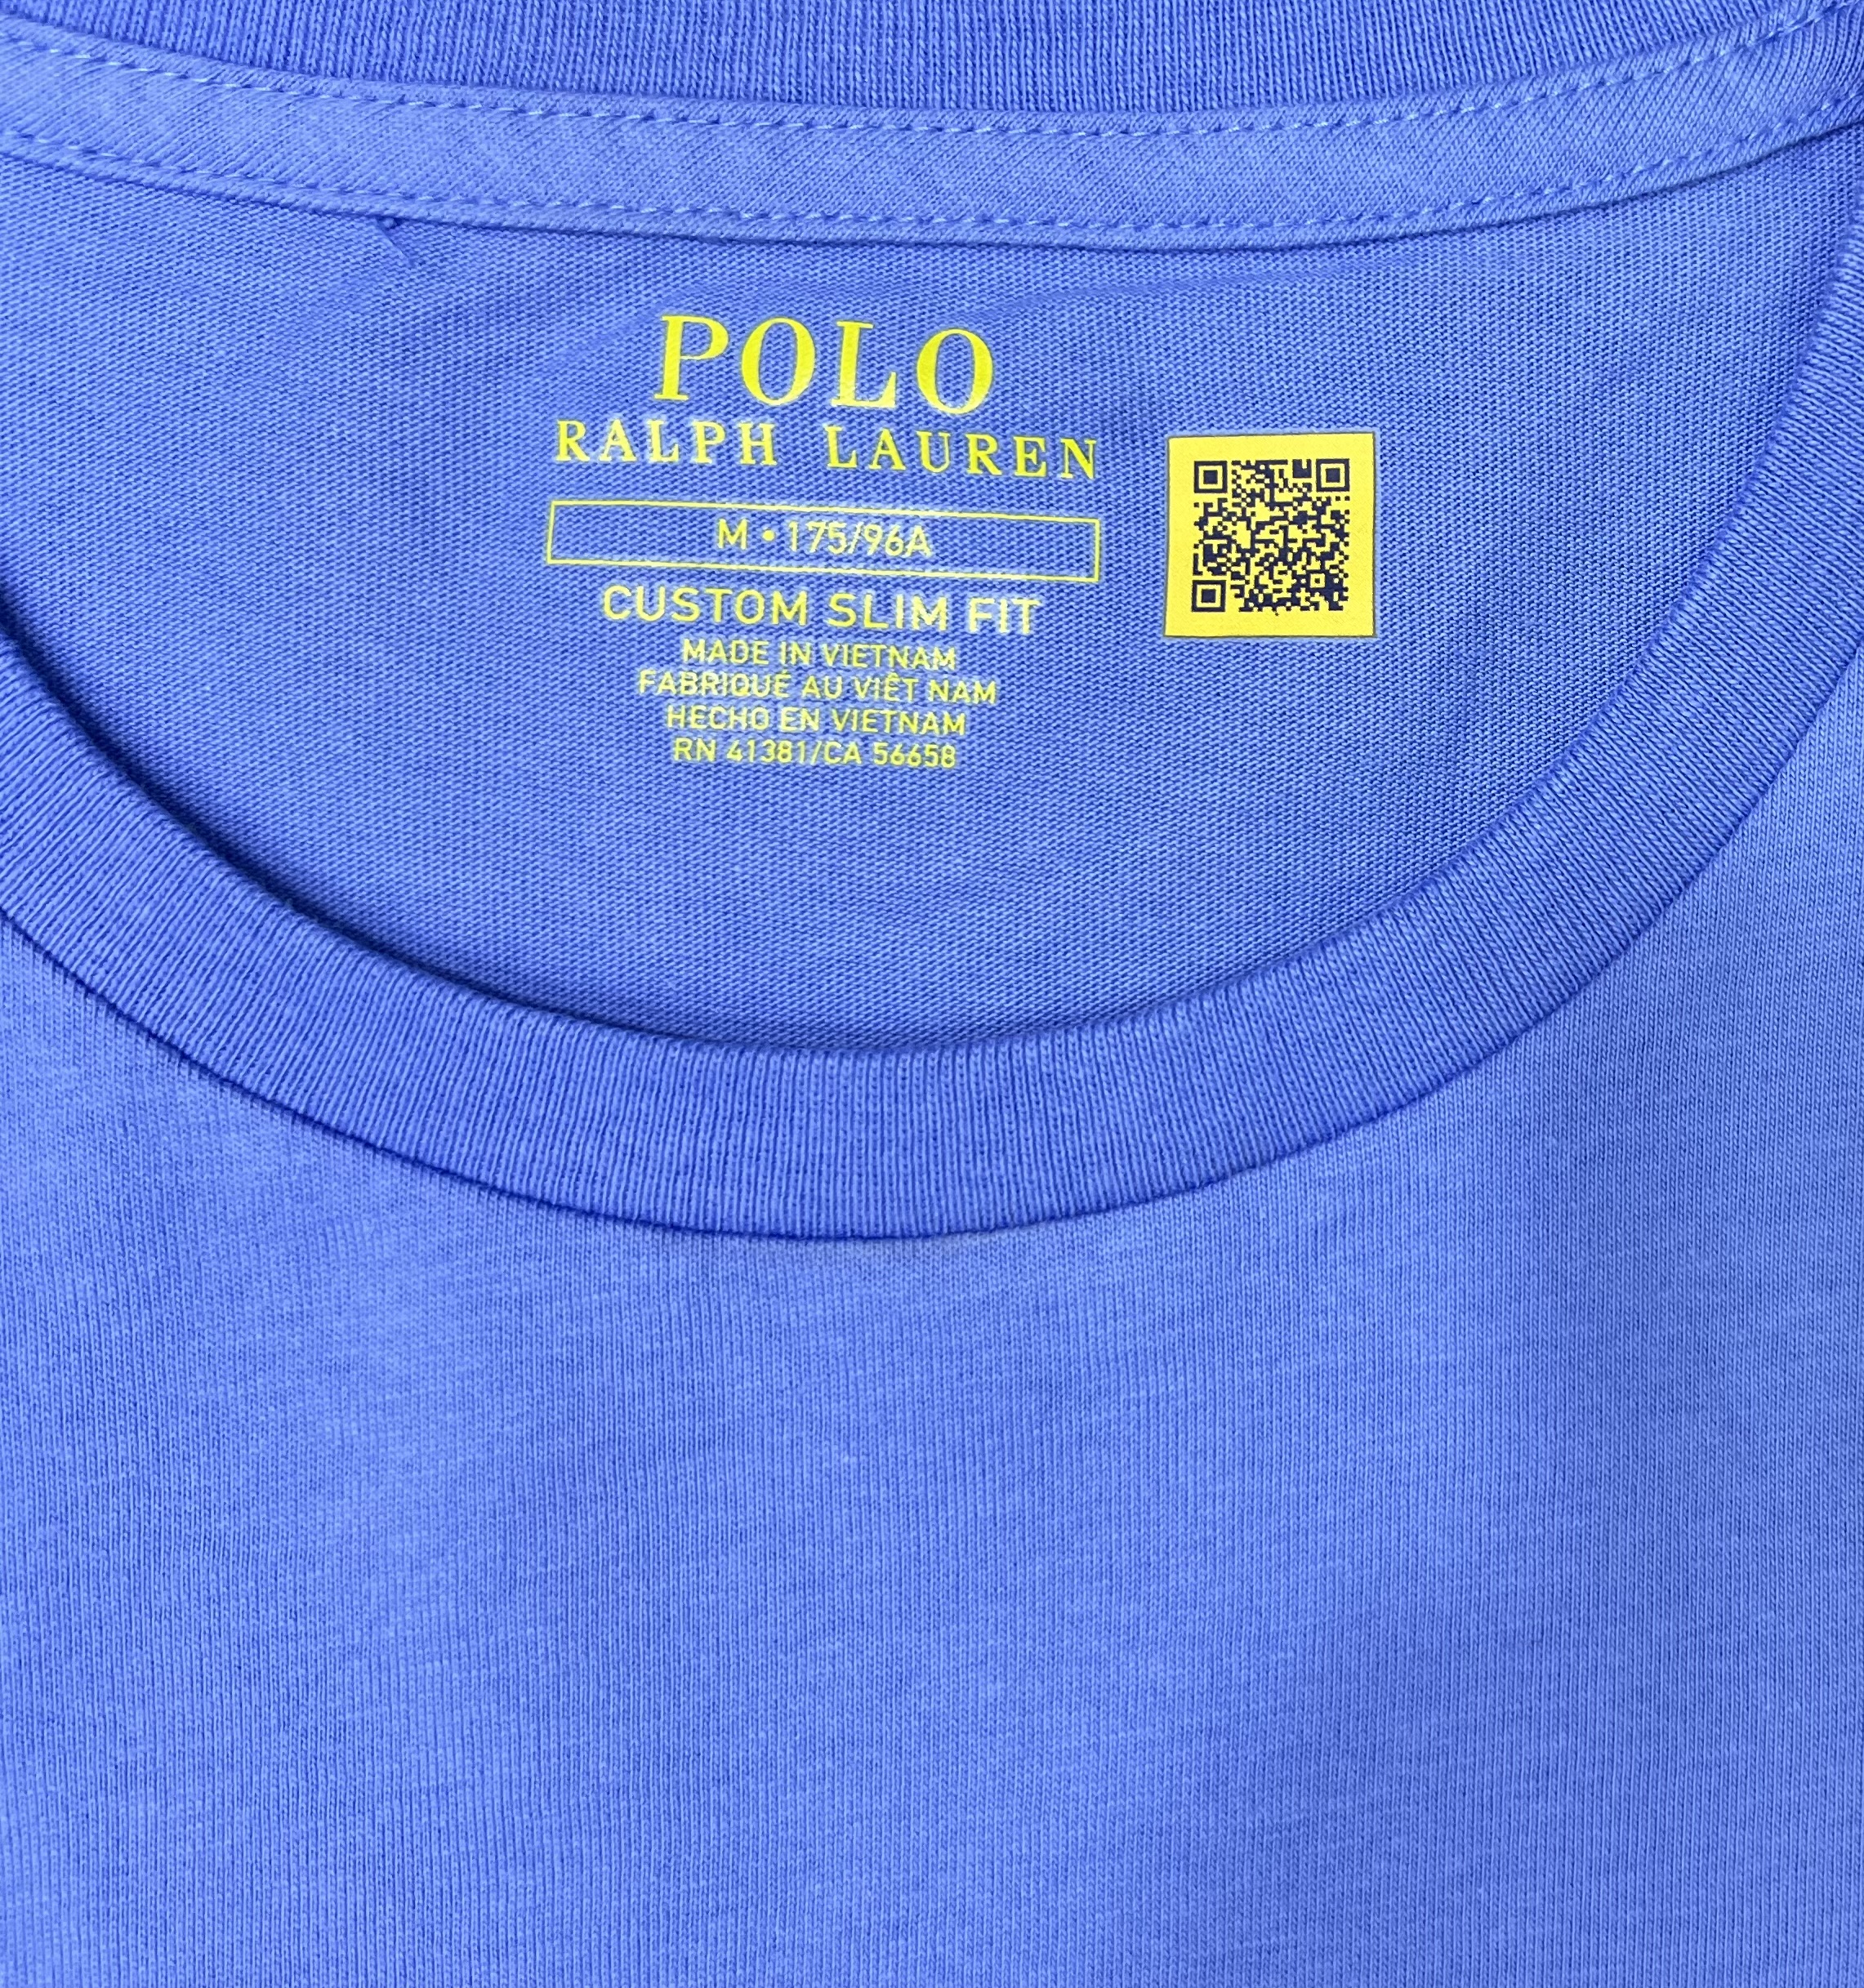 POLO
RALPH LAUREN
M • 175/96A
CUSTOM SLIM FIT
MADE IN VIETNAM
FABRIQUÉ AU VIÊT NAM
HECHO EN VIETNAM
RN 41381/CA 56658